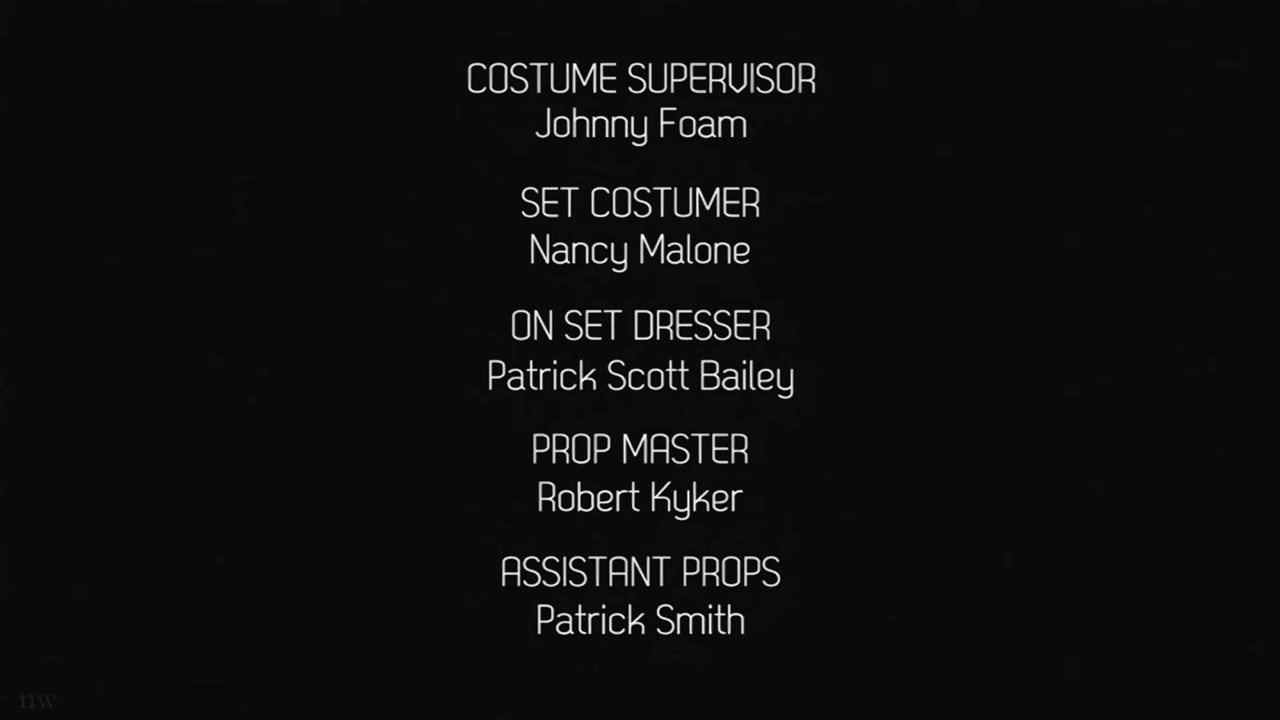 COSTUME SUPERVISOR
Johnny Foam
SET COSTUMER
Nancy Malone
ON SET DRESSER
Patrick Scott Bailey
PROP MASTER
Robert Kyker
ASSISTANT PROPS
Patrick Smith
nw